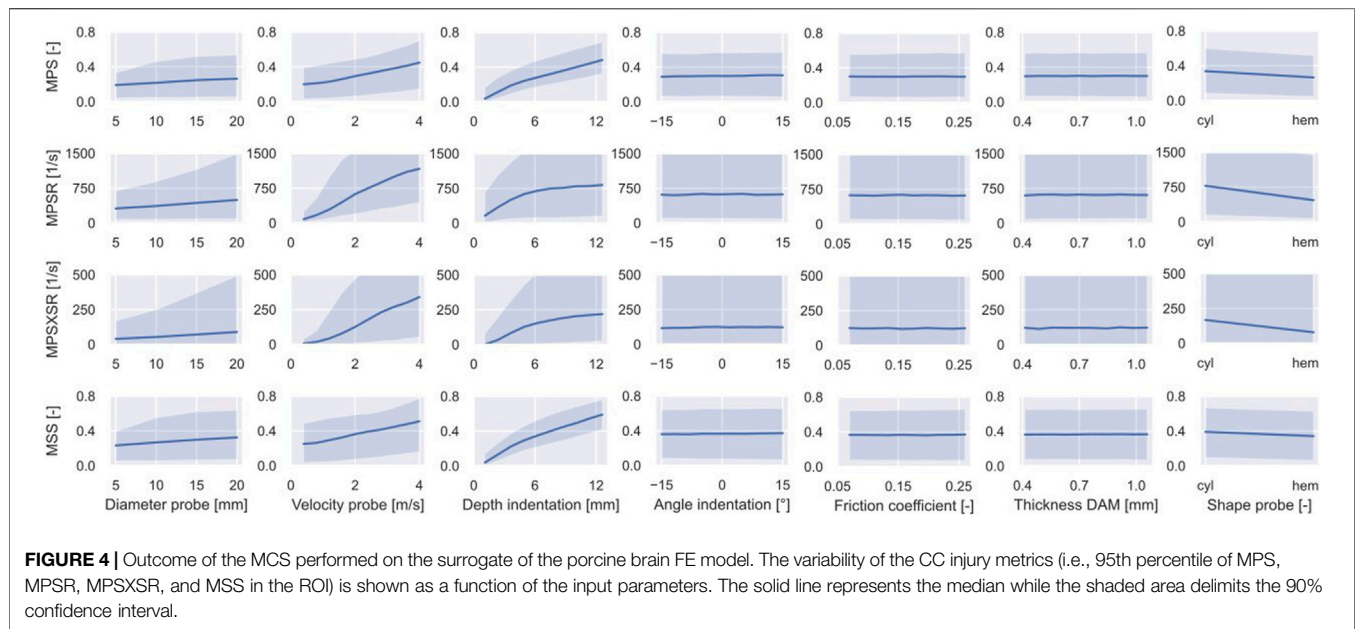 0.8 0.8 0.8 0.8 0.8 0.8 0.8
MPS [-]
0.4 0.4 0.4 0.4 0.4 0.4 0.4
0.0 0.0 0.0 0.0 0.0 0.0 0.0
5 10 15 20 0 2 4 0 6 12 −15 0 15 0.05 0.15 0.25 0.4 0.7 1.0 cyl hem
1500 1500 1500 1500 1500 1500 1500
MPSR [1/s]
750 750 750 750 750 750 750
0 0 0 0 0 0 0
5 10 15 20 0 2 4 0 6 12 −15 0 15 0.05 0.15 0.25 0.4 0.7 1.0 cyl hem
500 500 500 500 500 500 500
MPSXSR [1/s]
250 250 250 250 250 250 250
0 0 0 0 0 0 0
5 10 15 20 0 2 4 0 6 12 −15 0 15 0.05 0.15 0.25 0.4 0.7 1.0 cyl hem
0.8 0.8 0.8 0.8 0.8 0.8 0.8
MSS [-]
0.4 0.4 0.4 0.4 0.4 0.4 0.4
0.0 0.0 0.0 0.0 0.0 0.0 0.0
5 10 15 20 0 2 4 0 6 12 −15 0 15 0.05 0.15 0.25 0.4 0.7 1.0 cyl hem
Diameter probe [mm] Velocity probe [m/s] Depth indentation [mm] Angle indentation [°] Friction coefficient [-] Thickness DAM [mm] Shape probe [-]
FIGURE 4 | Outcome of the MCS performed on the surrogate of the porcine brain FE model. The variability of the CC injury metrics (i.e., 95th percentile of MPS,
MPSR, MPSXSR, and MSS in the ROI) is shown as a function of the input parameters. The solid line represents the median while the shaded area delimits the 90%
confidence interval.